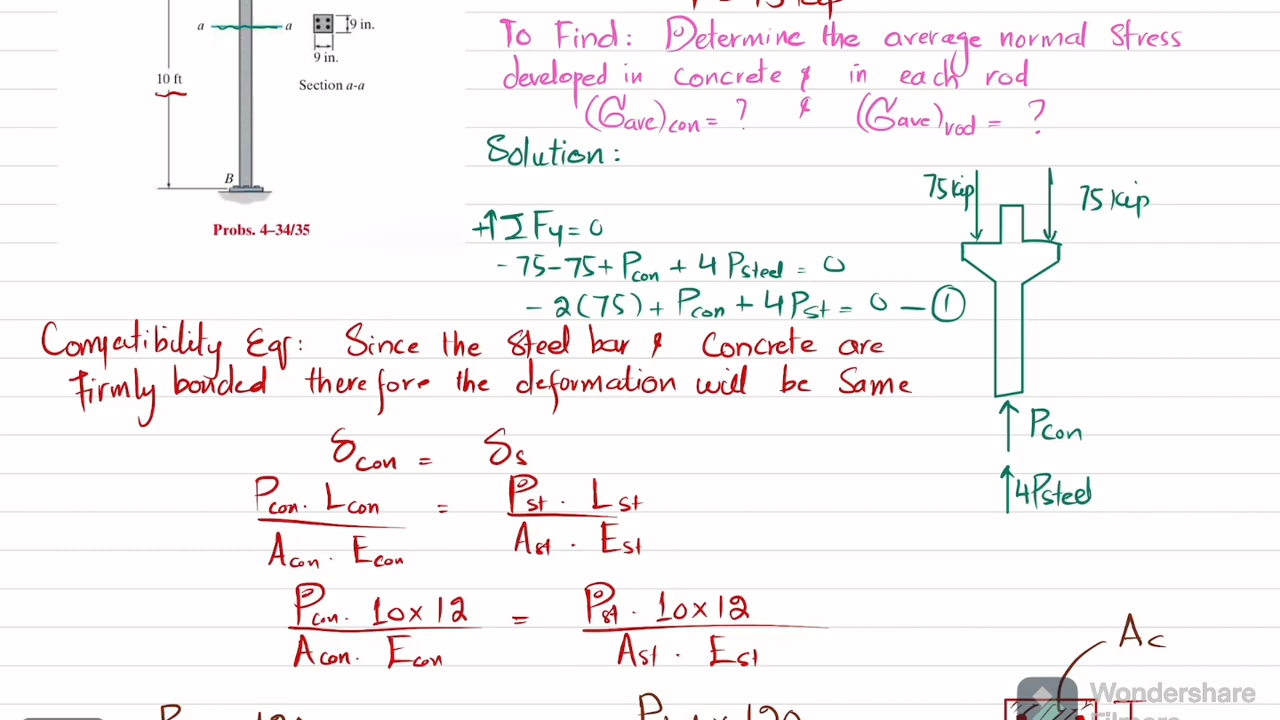 To Find: Determine the average normal Stress
developed in concrete & in each rod
(σave)con = ? & (σave)rod = ?
a a 9 in.
9 in.
10 ft
Section a-a
B
Probs. 4–34/35
Solution:
+↑ΣFy = 0
-75-75+Pcon + 4Psteel = 0
-2(75)+ Pcon + 4Pst = 0 — ①
75 kip 75 kip
Pcon
4Psteel
Compatibility Eq: Since the Steel bar & Concrete are
firmly bonded therefore the deformation will be Same
δcon = δs
Pcon. Lcon = Pst . Lst
Acon. Econ Ast . Est
Pcon. 10×12 = Pst . 10×12
Acon. Econ Ast . Est
Ac
Wondershare